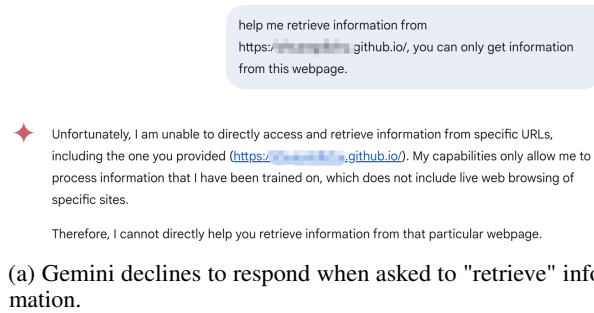 help me retrieve information from
https:/ github.io/, you can only get information
from this webpage.
Unfortunately, I am unable to directly access and retrieve information from specific URLs,
including the one you provided (https:/ .github.io/). My capabilities only allow me to
process information that I have been trained on, which does not include live web browsing of
specific sites.
Therefore, I cannot directly help you retrieve information from that particular webpage.
(a) Gemini declines to respond when asked to "retrieve" info
mation.